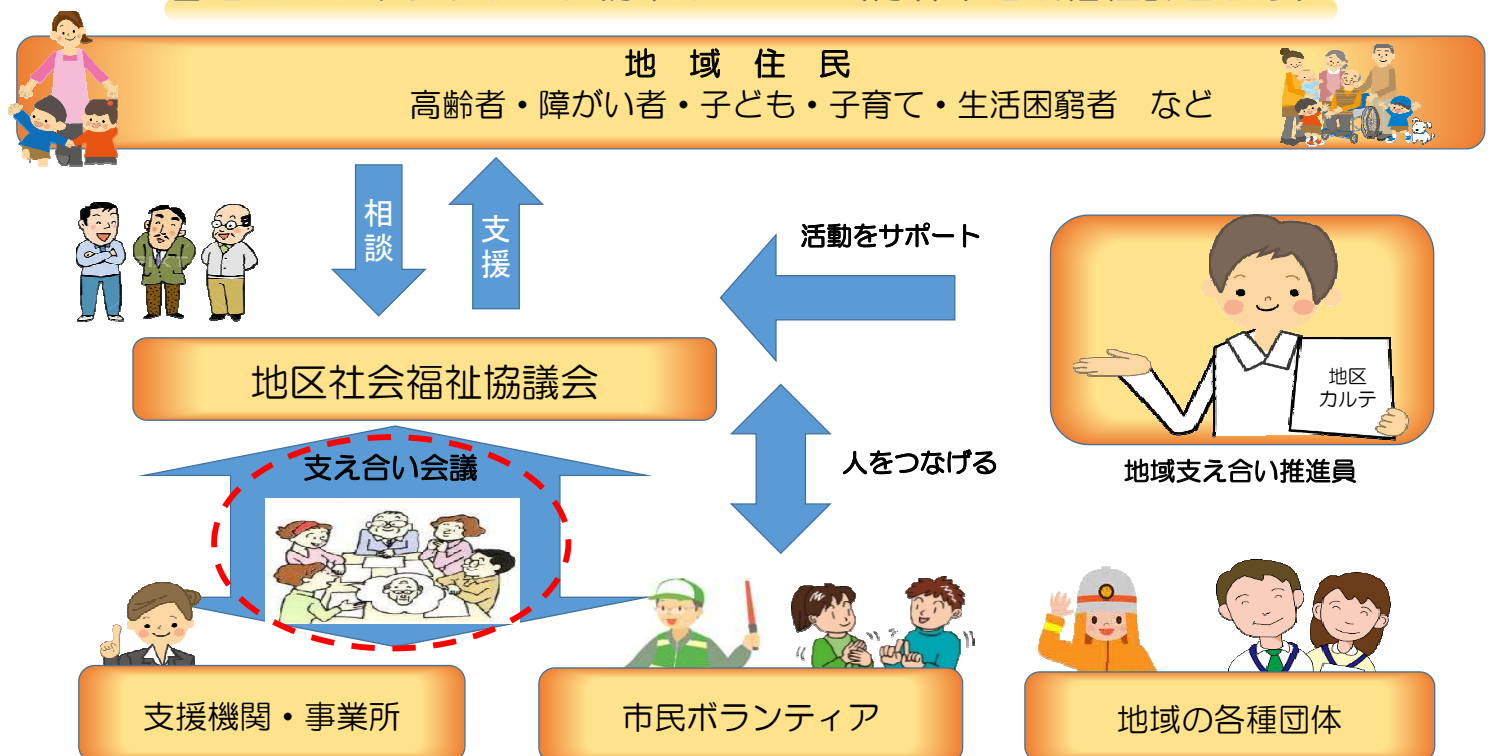 地域住民
高齢者・障がい者・子ども・子育て・生活困窮者　など
相談
支援
活動をサポート
地区社会福祉協議会
地区
カルテ
支え合い会議
人をつなげる
地域支え合い推進員
支援機関・事業所
市民ボランティア
地域の各種団体